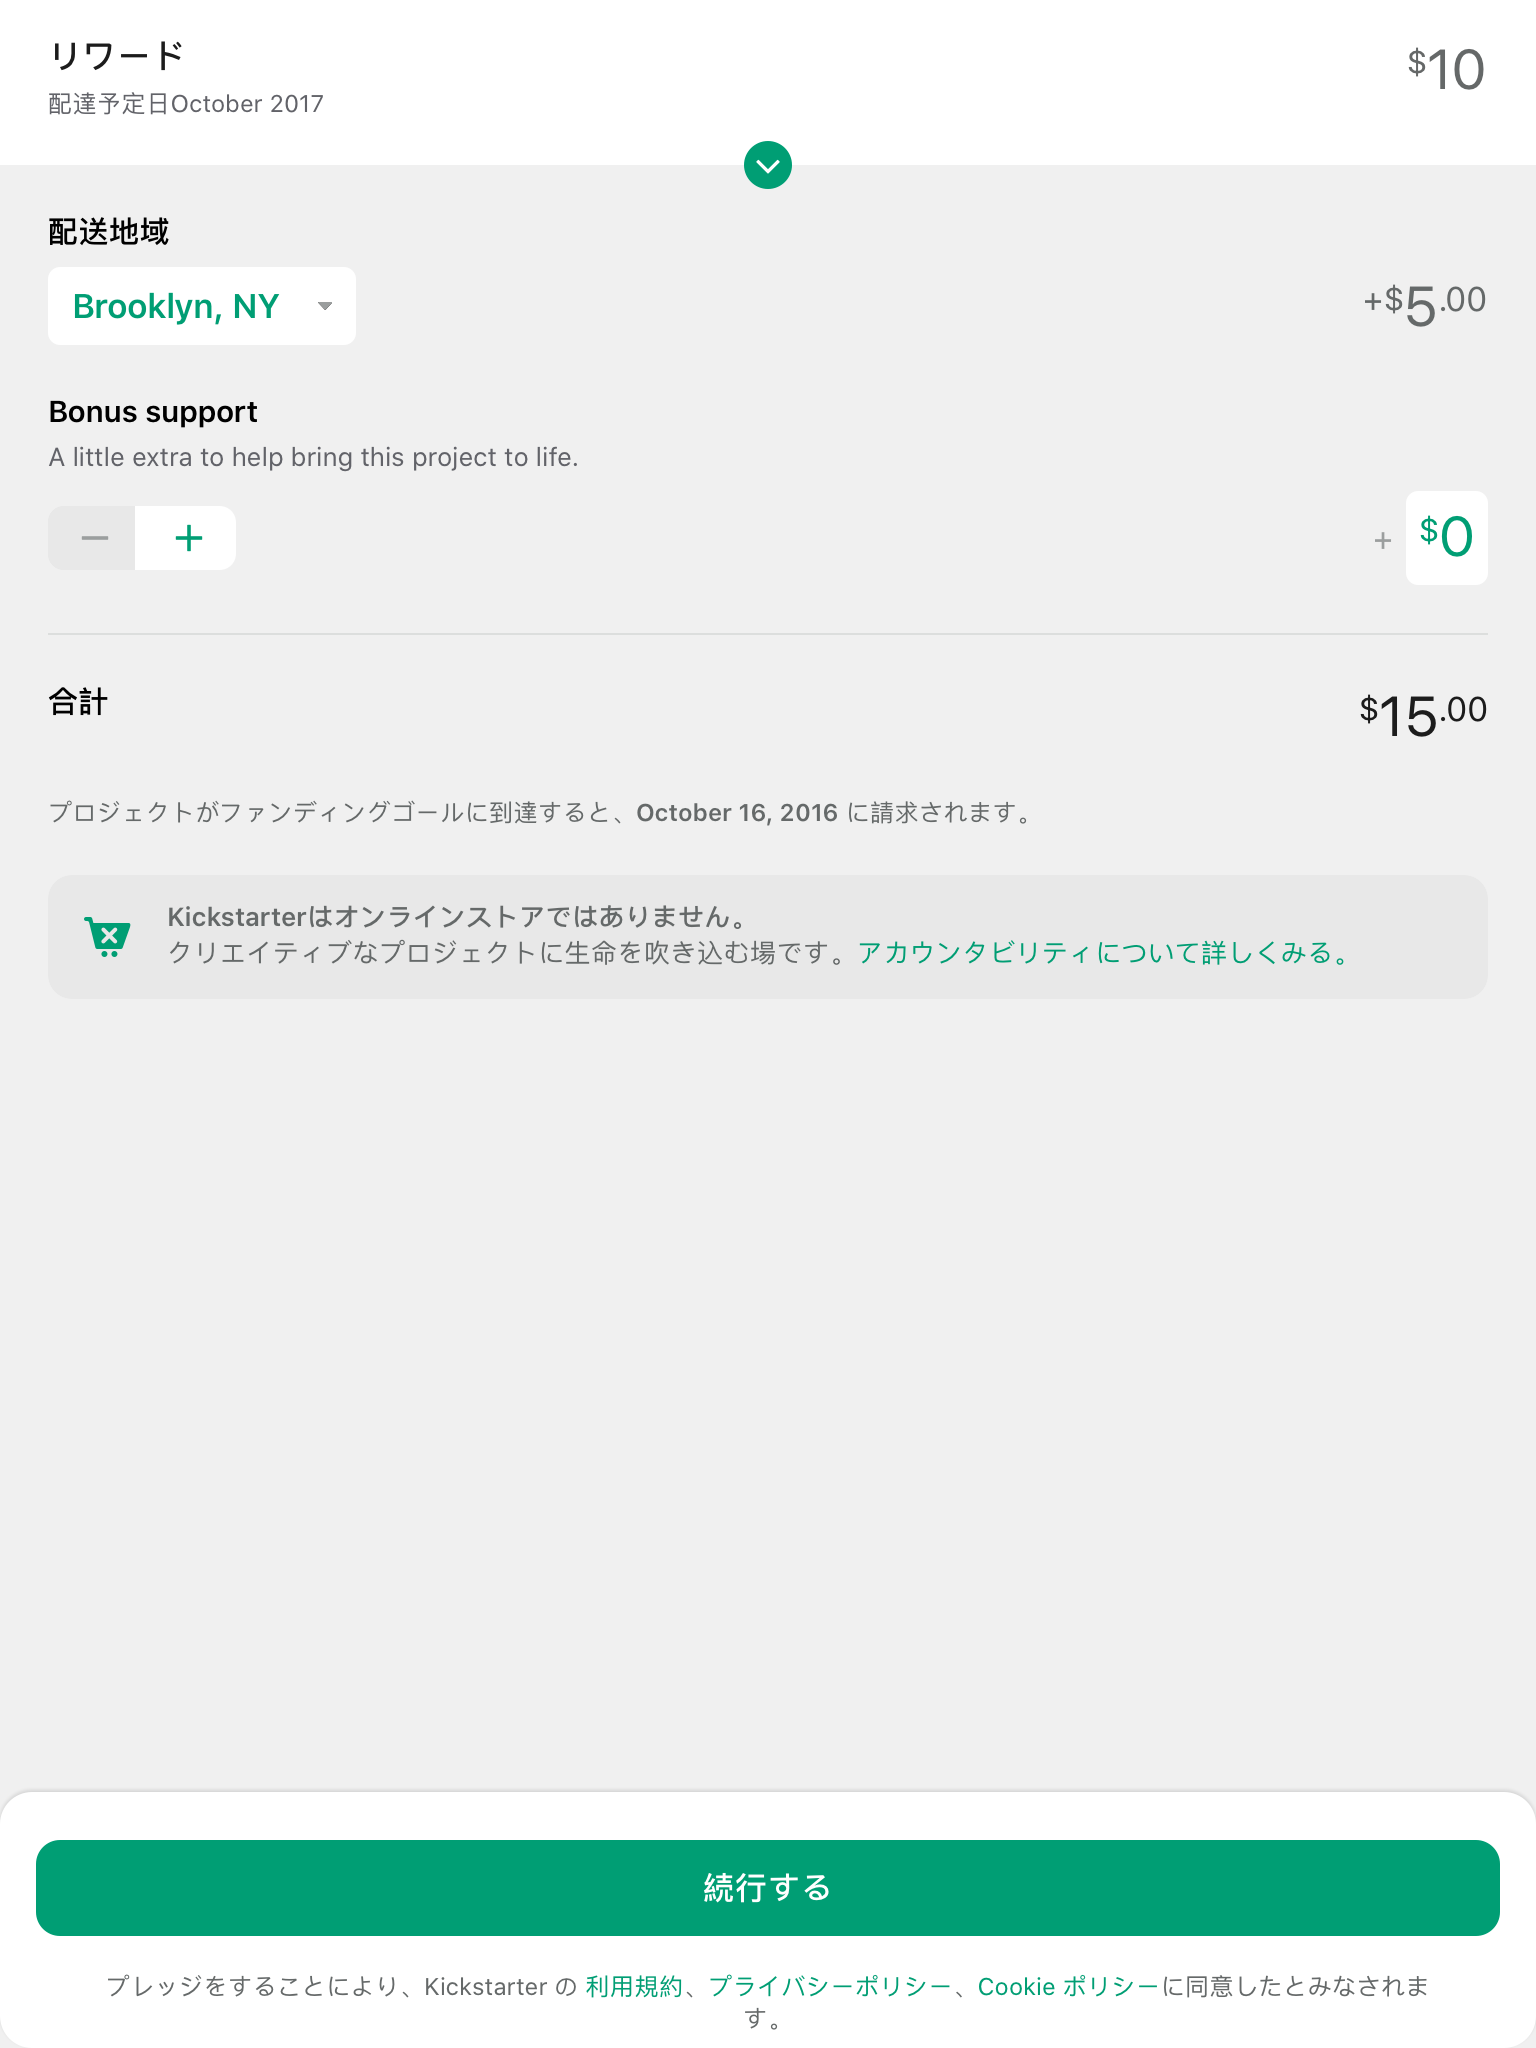 リワード
$10
配達予定日October 2017
配送地域
Brooklyn, NY
+$5.00
Bonus support
A little extra to help bring this project to life.
+ $0
合計
$15.00
プロジェクトがファンディングゴールに到達すると、October 16, 2016 に請求されます。
Kickstarterはオンラインストアではありません。
クリエイティブなプロジェクトに生命を吹き込む場です。アカウンタビリティについて詳しくみる。
続行する
プレッジをすることにより、Kickstarter の 利用規約、プライバシーポリシー、Cookie ポリシーに同意したとみなされま
す。